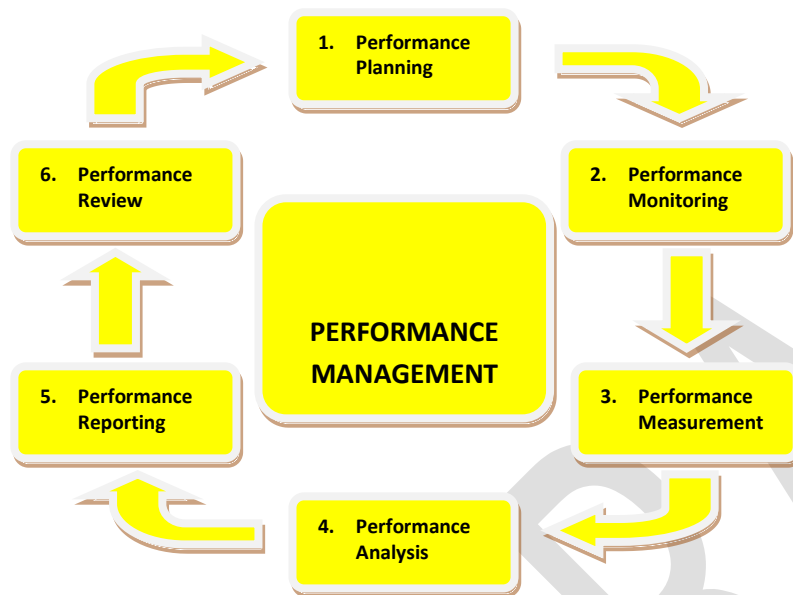 1. Performance
Planning
2. Performance
Monitoring
3. Performance
Measurement
4. Performance
Analysis
5. Performance
Reporting
6. Performance
Review
PERFORMANCE
MANAGEMENT